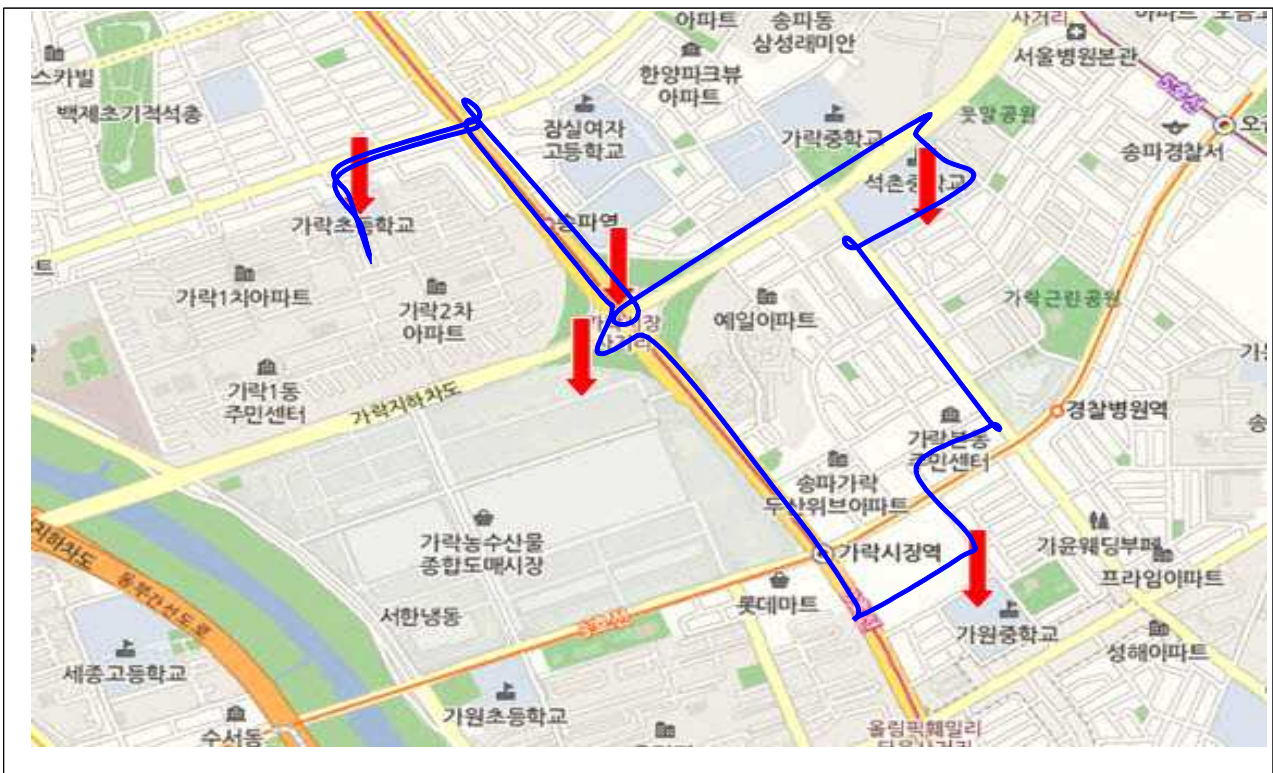 아파트
송파동
삼성래미안
사거리
서울병원본관
스카빌
백제초기적석총
한양파크뷰
아파트
잠실여자
고등학교
가락중학교
웃말공원
송파경찰서
석촌중학교
가락초등학교
송파역
트
가락1차아파트
가락2차
아파트
가락시장
사거리
예일아파트
가락근린공원
가락1동
주민센터
가락지하차도
경찰병원역
가락본동
주민센터
송파가락
두산위브아파트
가락농수산물
종합도매시장
가락시장역
가윤웨딩부페
프라임아파트
지하차도
동부간선도로
서한냉동
롯데마트
가원중학교
성해아파트
세종고등학교
가원초등학교
수서동
올림픽훼밀리